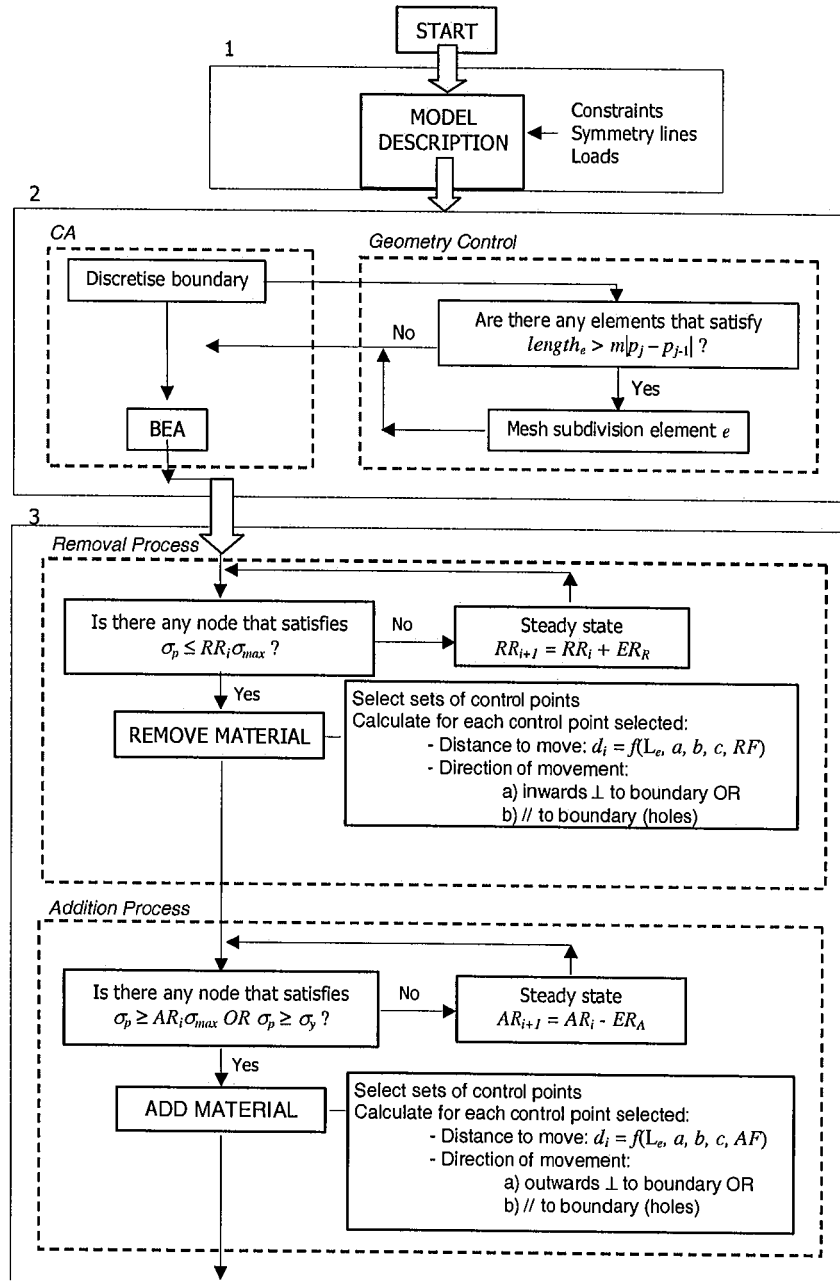 START
1
MODEL
DESCRIPTION
Constraints
Symmetry lines
Loads
2
CA
Geometry Control
Discretise boundary
Are there any elements that satisfy
length_e > m|p_j – p_{j-1}| ?
No
Yes
BEA
Mesh subdivision element e
3
Removal Process
Is there any node that satisfies
σ_p ≤ RR_iσ_max ?
No
Steady state
RR_{i+1} = RR_i + ER_R
Yes
REMOVE MATERIAL
Select sets of control points
Calculate for each control point selected:
- Distance to move: d_i = f(L_e, a, b, c, RF)
- Direction of movement:
a) inwards ⊥ to boundary OR
b) // to boundary (holes)
Addition Process
Is there any node that satisfies
σ_p ≥ AR_iσ_max OR σ_p ≥ σ_y ?
No
Steady state
AR_{i+1} = AR_i - ER_A
Yes
ADD MATERIAL
Select sets of control points
Calculate for each control point selected:
- Distance to move: d_i = f(L_e, a, b, c, AF)
- Direction of movement:
a) outwards ⊥ to boundary OR
b) // to boundary (holes)